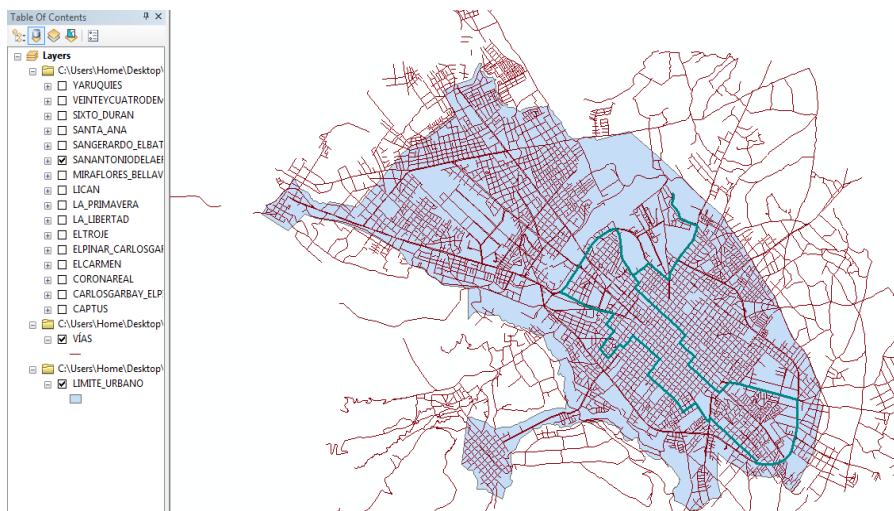 Table Of Contents
Layers
C:\Users\Home\Desktop\
YARUQUIES
VEINTEYCUATRODEM
SIXTO_DURAN
SANTA_ANA
SANGERARDO_ELBAT
SANANTONIODELAER
MIRAFLORES_BELLAV
LICAN
LA_PRIMAVERA
LA_LIBERTAD
ELTROJE
ELPINAR_CARLOSGAR
ELCARMEN
CORONAREAL
CARLOSGARBAY_ELP
CAPTUS
C:\Users\Home\Desktop\
VÍAS
C:\Users\Home\Desktop\
LIMITE_URBANO